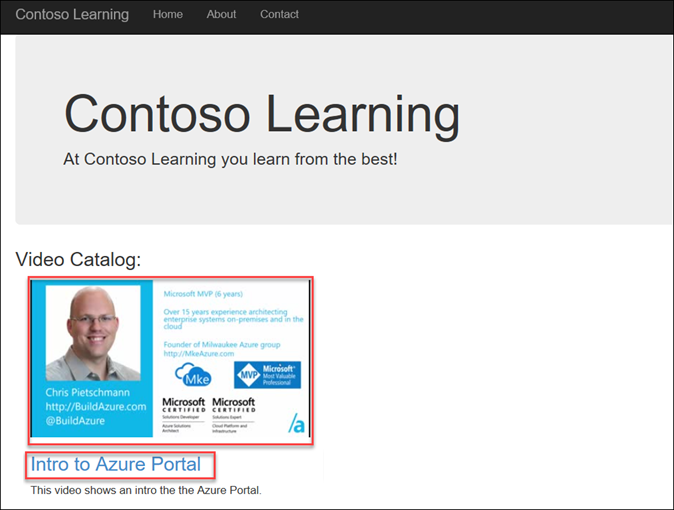 Contoso Learning Home About Contact
Contoso Learning
At Contoso Learning you learn from the best!
Video Catalog:
Chris Pietschmann
http://BuildAzure.com
@BuildAzure
Microsoft MVP (6 years)
Over 15 years experience architecting
enterprise systems on-premises and in the
cloud
Founder of Milwaukee Azure group
http://MkeAzure.com
Mke
MVP Microsoft®
Most Valuable
Professional
Microsoft
CERTIFIED
Solutions Developer
Azure Solutions
Architect
Microsoft
CERTIFIED
Solutions Expert
Cloud Platform and
Infrastructure
/a
Intro to Azure Portal
This video shows an intro the the Azure Portal.